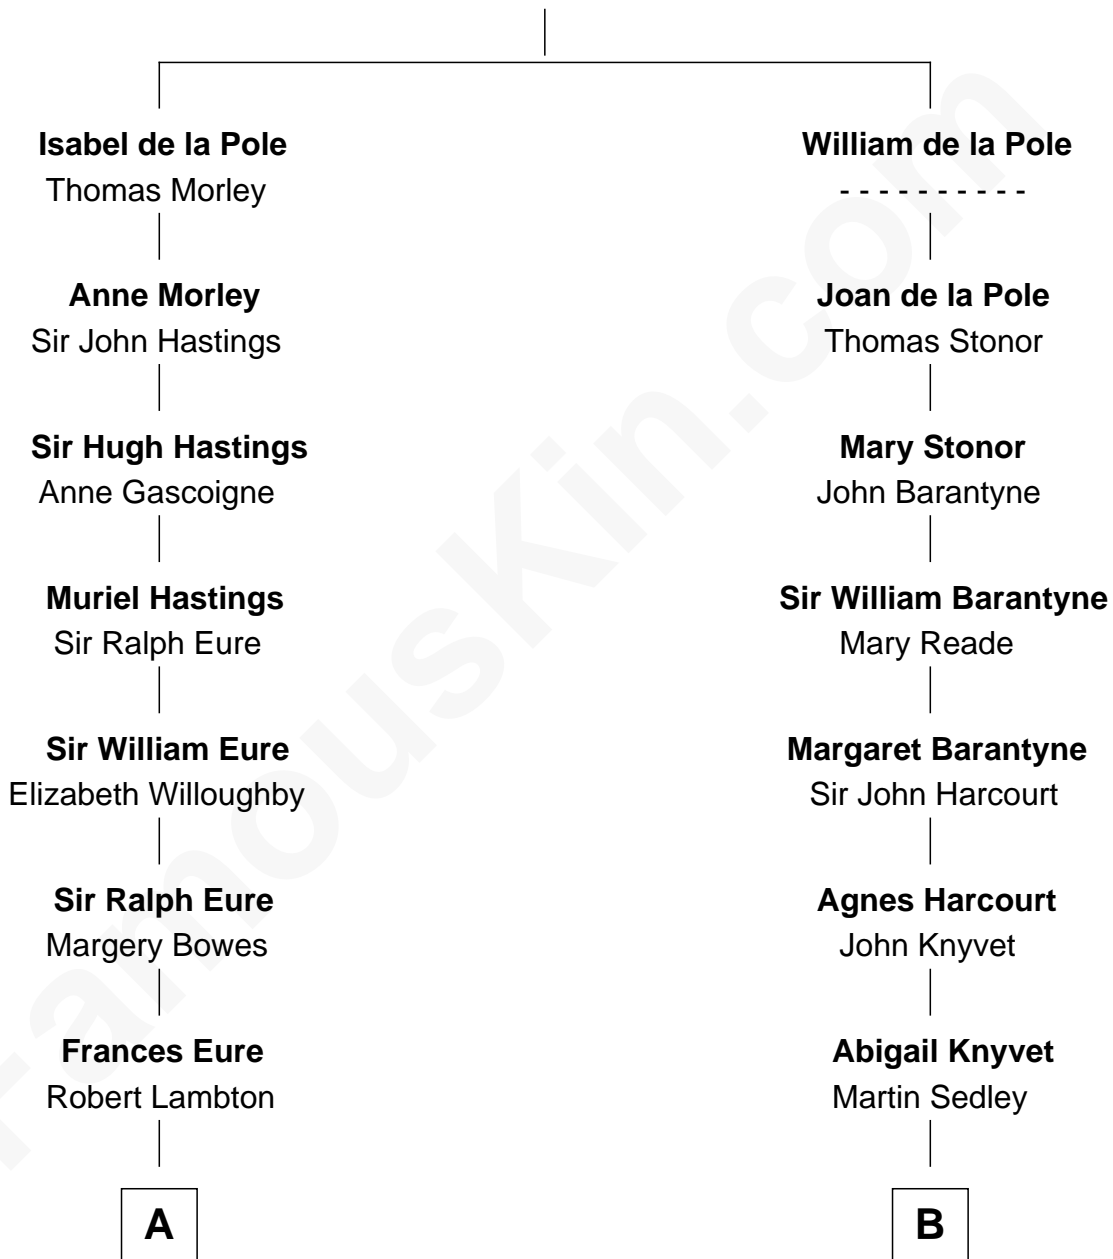 Isabel de la Pole
Thomas Morley
William de la Pole
- - - - - - - - - -
Anne Morley
Sir John Hastings
Joan de la Pole
Thomas Stonor
Sir Hugh Hastings
Anne Gascoigne
Mary Stonor
John Barantyne
Muriel Hastings
Sir Ralph Eure
Sir William Barantyne
Mary Reade
Sir William Eure
Elizabeth Willoughby
Margaret Barantyne
Sir John Harcourt
Sir Ralph Eure
Margery Bowes
Agnes Harcourt
John Knyvet
Frances Eure
Robert Lambton
Abigail Knyvet
Martin Sedley
A
B
FamousKin.com